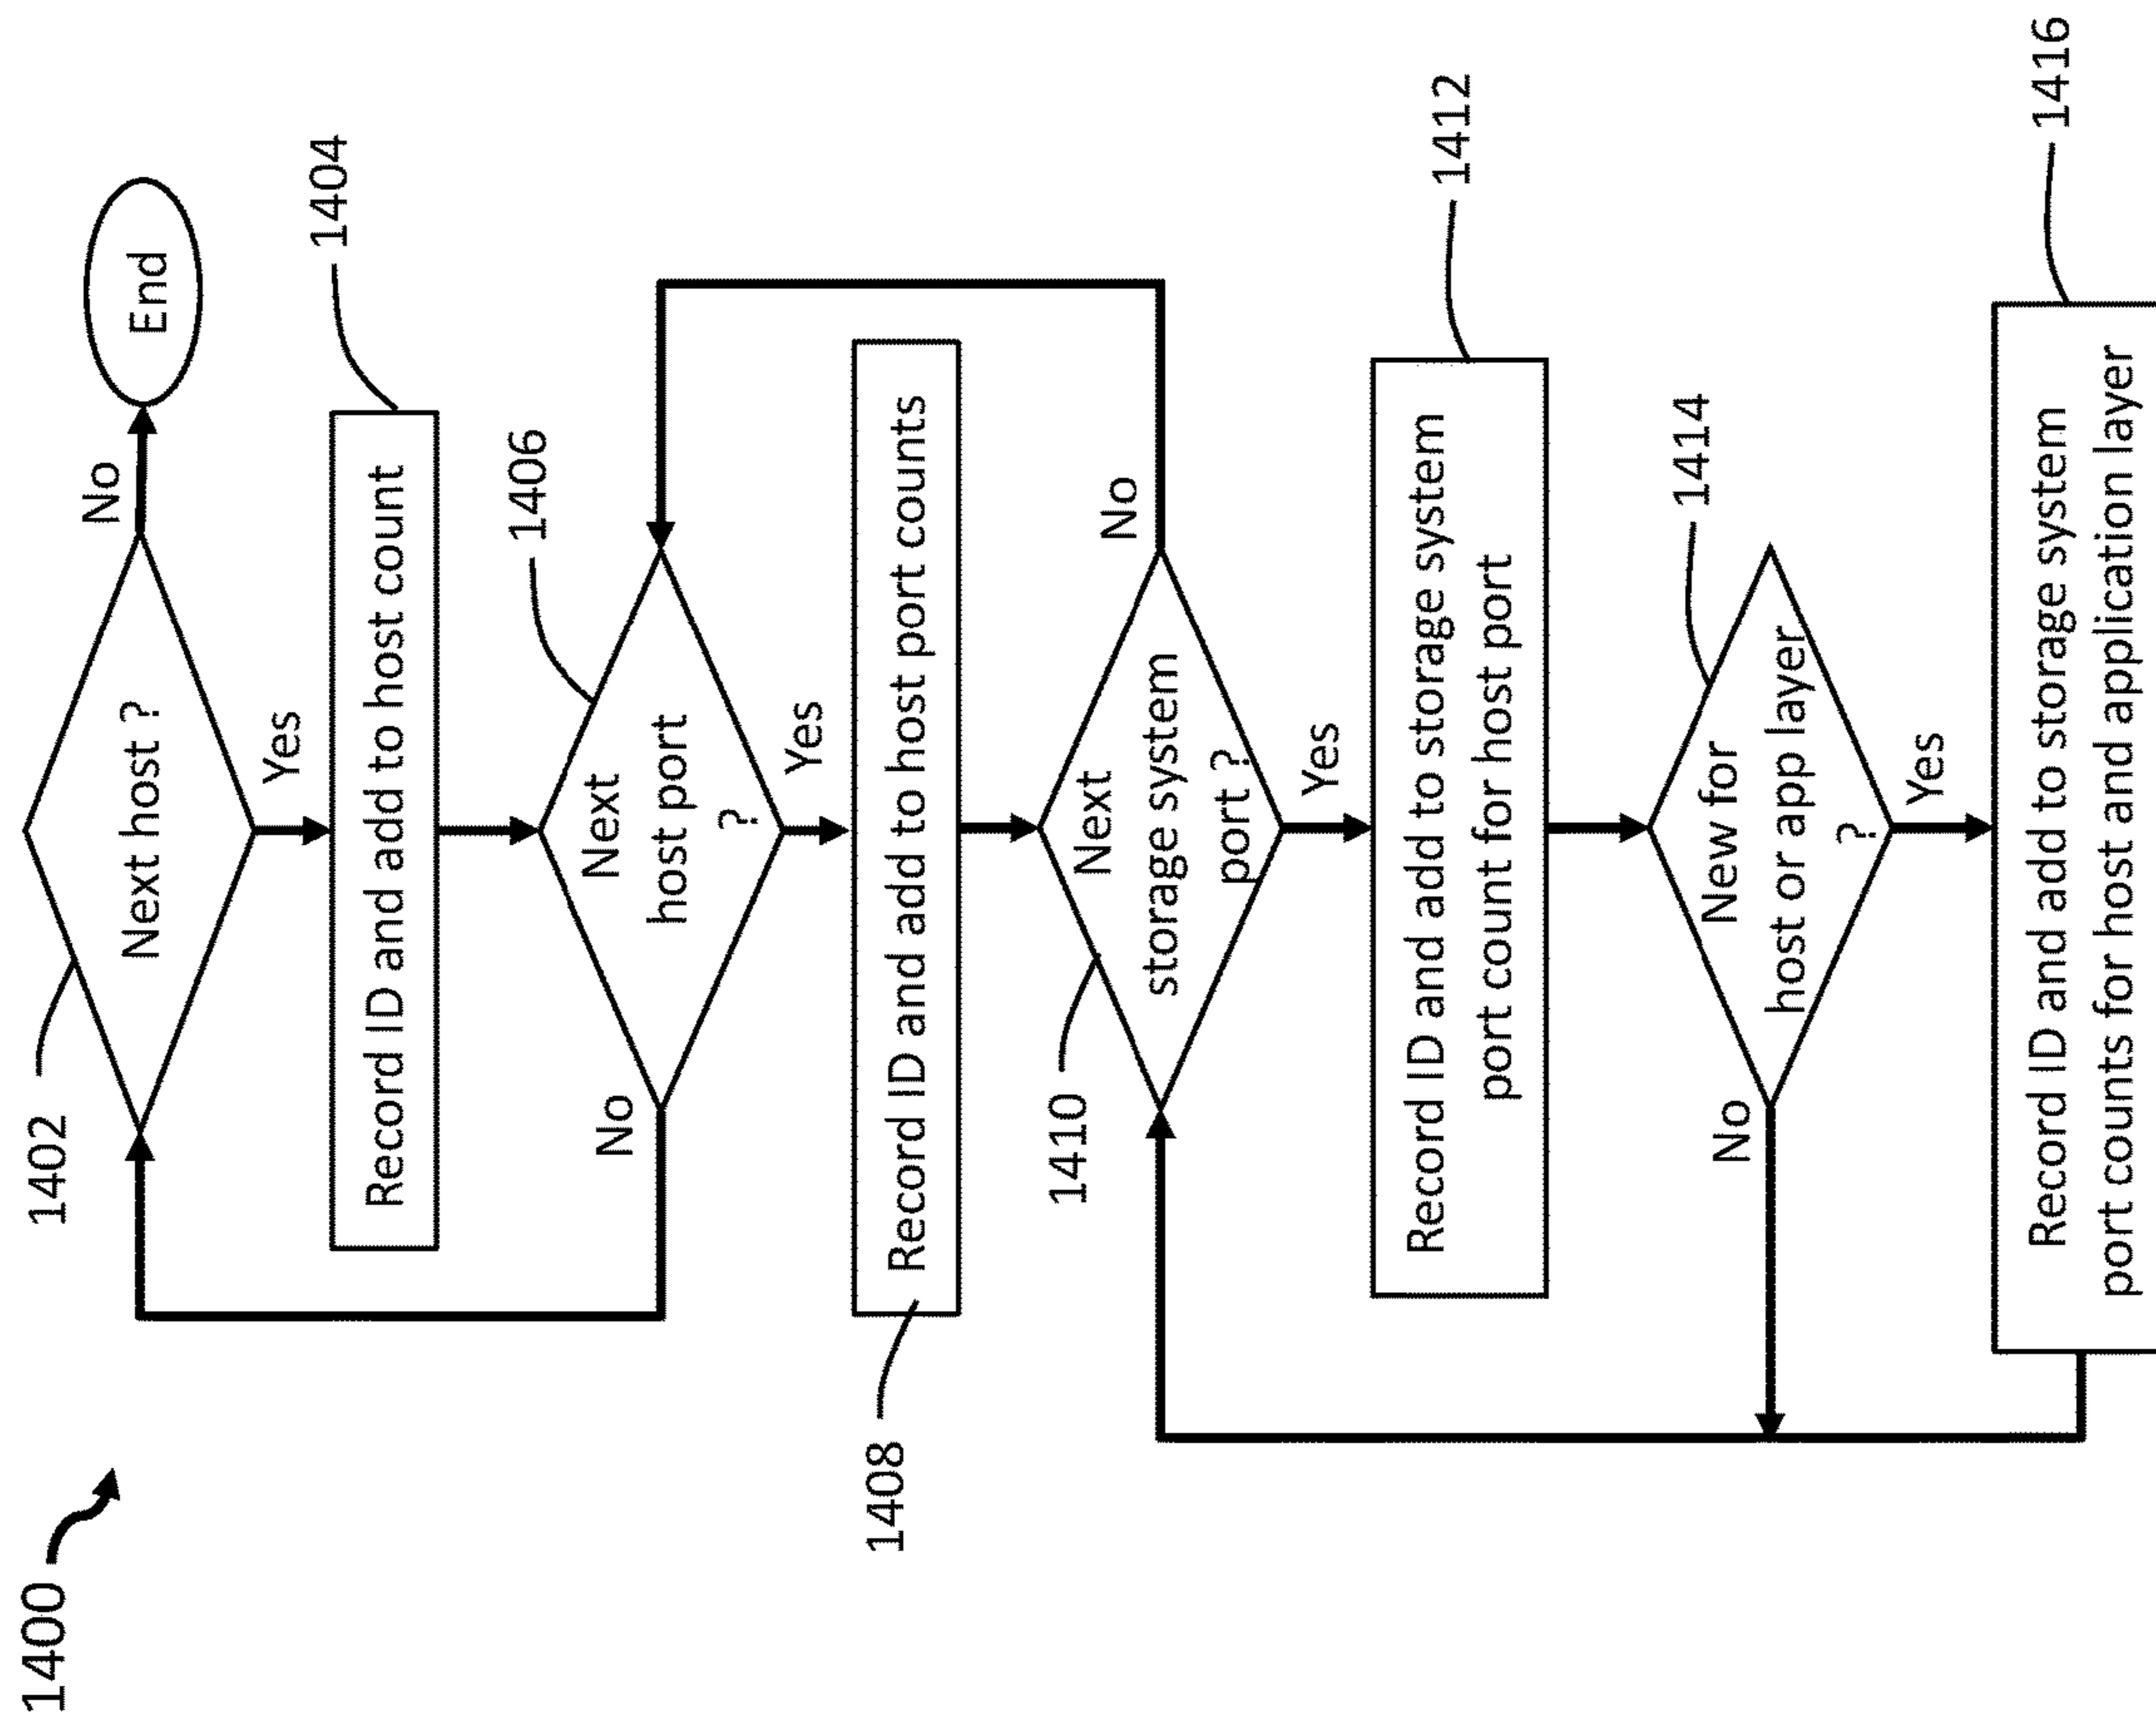 1400
1402
Next host ?
No
End
Yes
1404
Record ID and add to host count
1406
Next
host port
?
No
Yes
1408
Record ID and add to host port counts
1410
Next
storage system
port ?
No
Yes
1412
Record ID and add to storage system
port count for host port
1414
New for
host or app layer
?
No
Yes
1416
Record ID and add to storage system
port counts for host and application layer